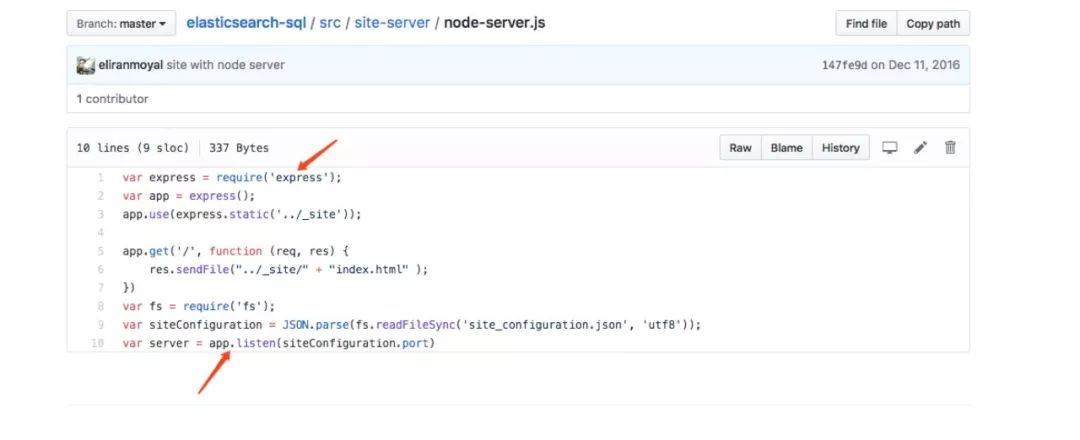 Branch: master elasticsearch-sql / src / site-server / node-server.js Find file Copy path
eliranmoyal site with node server 147fe9d on Dec 11, 2016
1 contributor
10 lines (9 sloc) 337 Bytes Raw Blame History
1 var express = require('express');
2 var app = express();
3 app.use(express.static('../_site'));
4
5 app.get('/', function (req, res) {
6 res.sendFile("../_site/" + "index.html" );
7 })
8 var fs = require('fs');
9 var siteConfiguration = JSON.parse(fs.readFileSync('site_configuration.json', 'utf8'));
10 var server = app.listen(siteConfiguration.port)